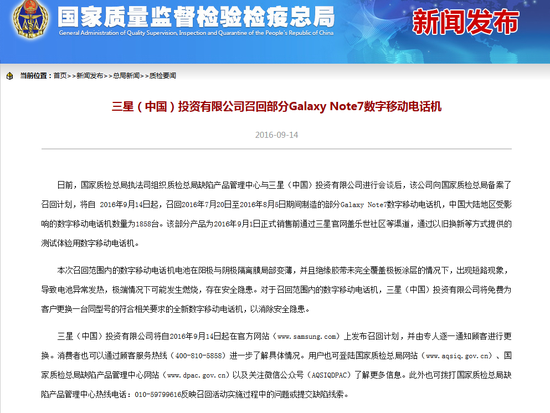 国家质量监督检验检疫总局
General Administration of Quality Supervision, Inspection and Quarantine of the People's Republic of China
新闻发布
当前位置：首页>>新闻发布>>总局新闻>>质检要闻
三星（中国）投资有限公司召回部分Galaxy Note7数字移动电话机
2016-09-14
日前，国家质检总局执法司组织质检总局缺陷产品管理中心与三星（中国）投资有限公司进行会谈后，该公司向国家质检总局备案了
召回计划，将自 2016年9月14日起，召回2016年7月20日至2016年8月5日期间制造的部分Galaxy Note7数字移动电话机，中国大陆地区受影
响的数字移动电话机数量为1858台。该部分产品为2016年9月1日正式销售前通过三星官网盖乐世社区等渠道，通过以旧换新等方式提供的
测试体验用数字移动电话机。
本次召回范围内的数字移动电话机电池在阳极与阴极隔离膜局部变薄，并且绝缘胶带未完全覆盖极板涂层的情况下，出现短路现象，
导致电池异常发热，极端情况下可能发生燃烧，存在安全隐患。对于召回范围内的数字移动电话机，三星（中国）投资有限公司将免费为
客户更换一台同型号的符合相关要求的全新数字移动电话机，以消除安全隐患。
三星（中国）投资有限公司将自2016年9月14日起在官方网站（www.samsung.com）上发布召回计划，并由专人逐一通知顾客进行更
换。消费者也可以通过顾客服务热线（400-810-5858）进一步了解具体情况。用户也可登陆国家质检总局网站（www.aqsiq.gov.cn）、国
家质检总局缺陷产品管理中心网站（www.dpac.gov.cn）以及关注微信公众号（AQSIQDPAC）了解更多信息。此外也可拨打国家质检总局缺
陷产品管理中心热线电话：010-59799616反映召回活动实施过程中的问题或提交缺陷线索。